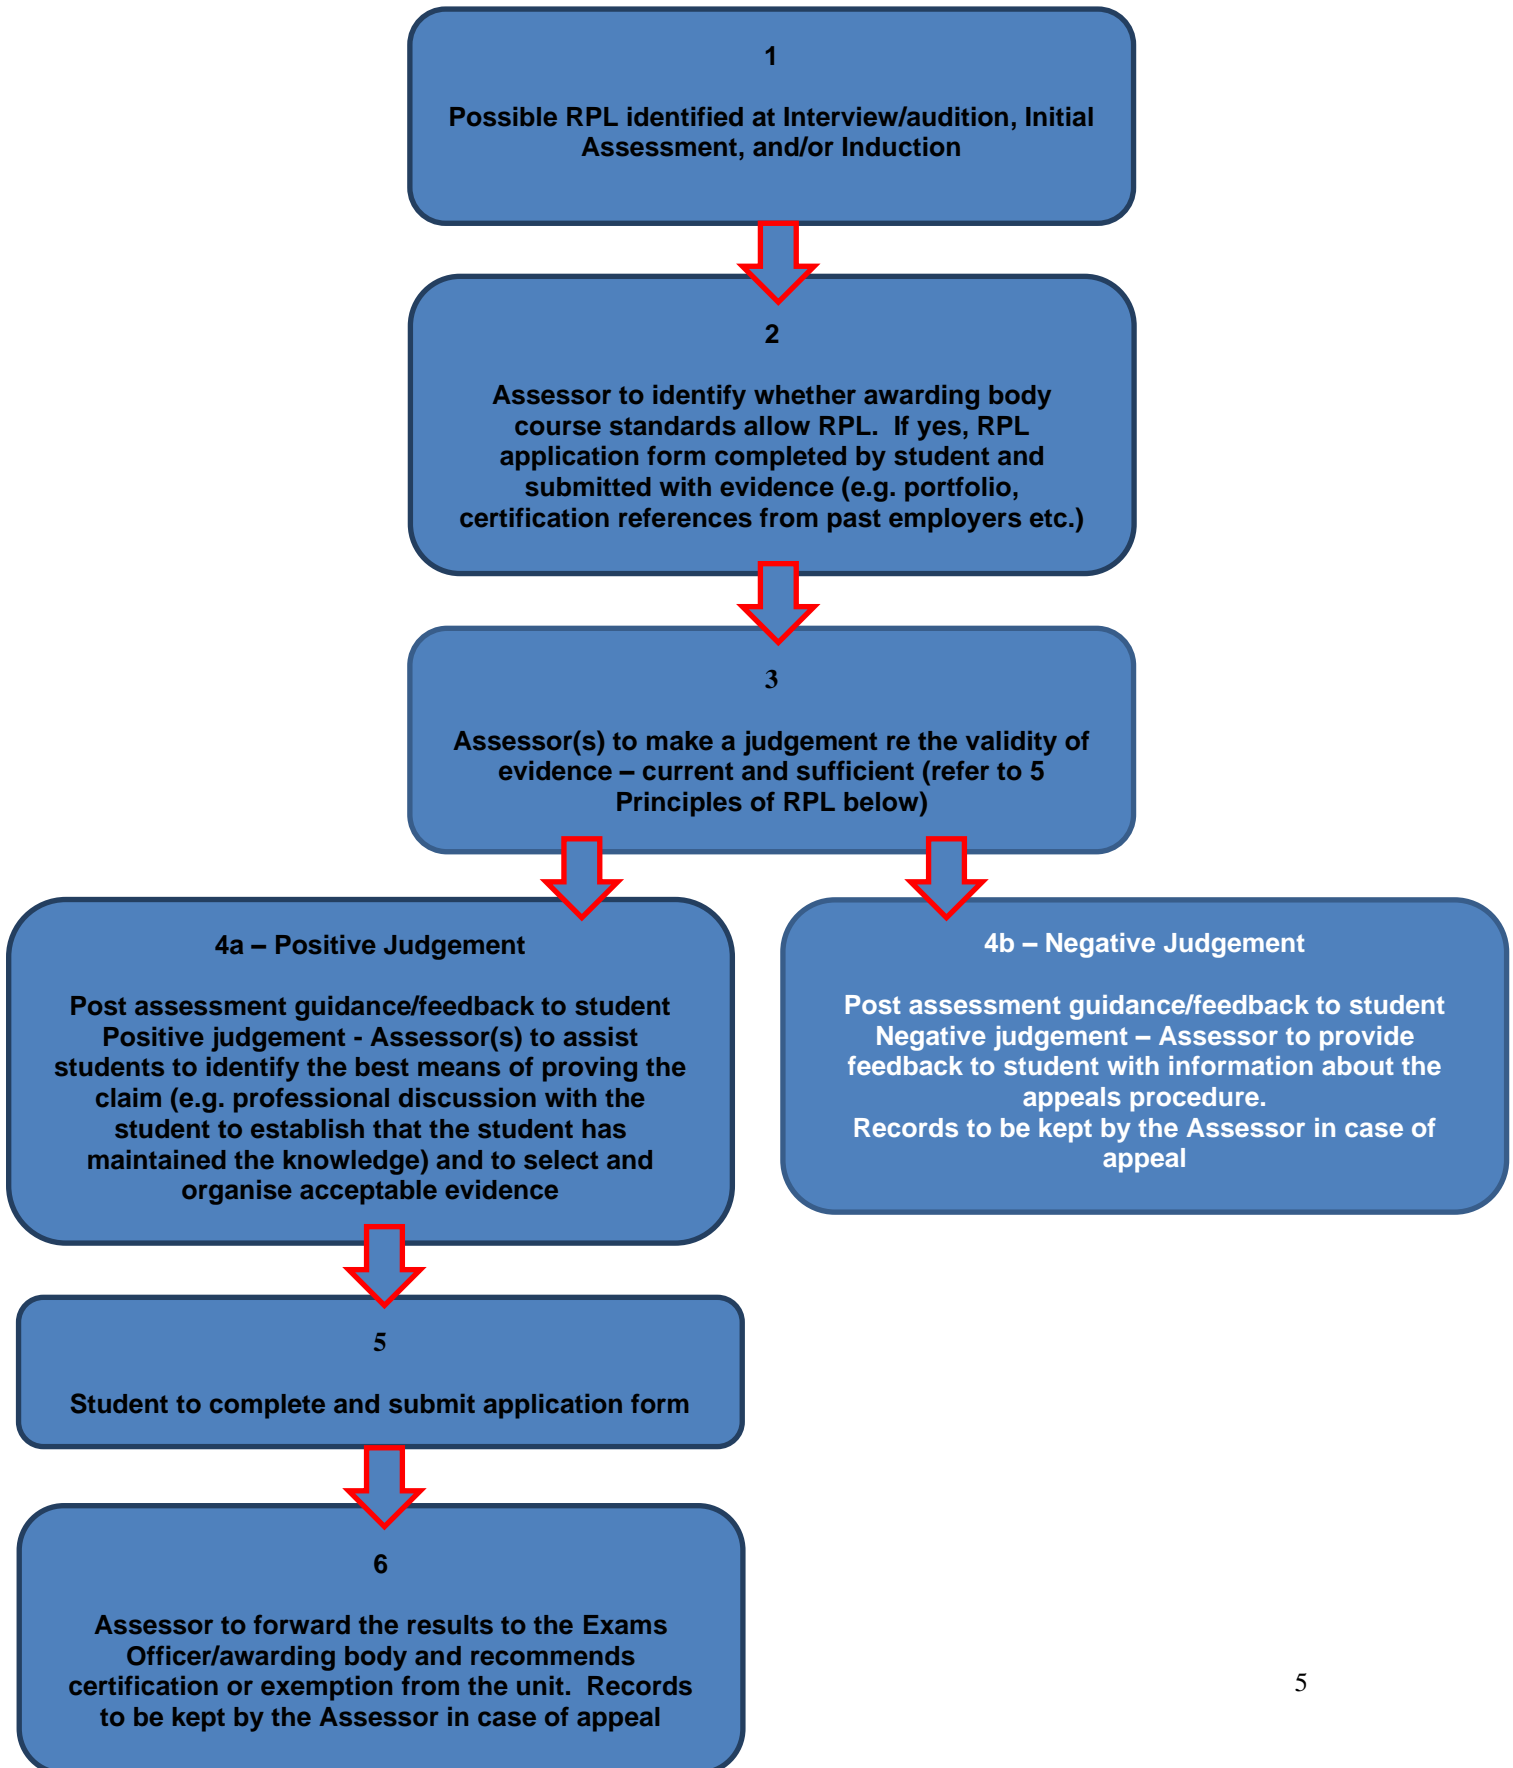 1
Possible RPL identified at Interview/audition, Initial
Assessment, and/or Induction
2
Assessor to identify whether awarding body
course standards allow RPL.  If yes, RPL
application form completed by student and
submitted with evidence (e.g. portfolio,
certification references from past employers etc.)
3
Assessor(s) to make a judgement re the validity of
evidence – current and sufficient (refer to 5
Principles of RPL below)
4a – Positive Judgement
Post assessment guidance/feedback to student
Positive judgement - Assessor(s) to assist
students to identify the best means of proving the
claim (e.g. professional discussion with the
student to establish that the student has
maintained the knowledge) and to select and
organise acceptable evidence
4b – Negative Judgement
Post assessment guidance/feedback to student
Negative judgement – Assessor to provide
feedback to student with information about the
appeals procedure.
Records to be kept by the Assessor in case of
appeal
5
Student to complete and submit application form
6
Assessor to forward the results to the Exams
Officer/awarding body and recommends
certification or exemption from the unit.  Records
to be kept by the Assessor in case of appeal
5